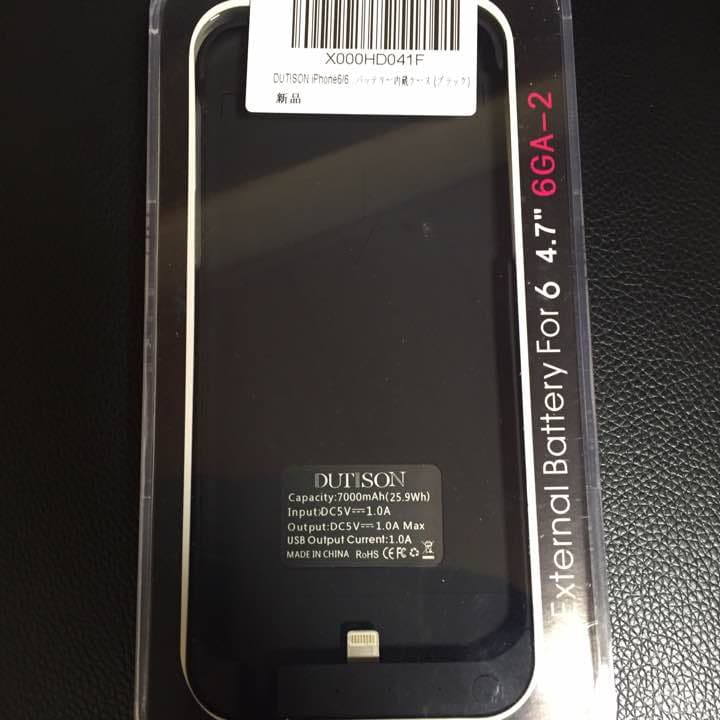 X000HD041F
DUTISON iPhone6/6 バッテリー内蔵ケース (ブラック)
新品
External Battery For 6 4.7" 6GA-2
DUTISON
Capacity:7000mAh(25.9Wh)
Input:DC5V⎓1.0A
Output:DC5V⎓1.0A Max
USB Output Current:1.0A
MADE IN CHINA RoHS CE FC